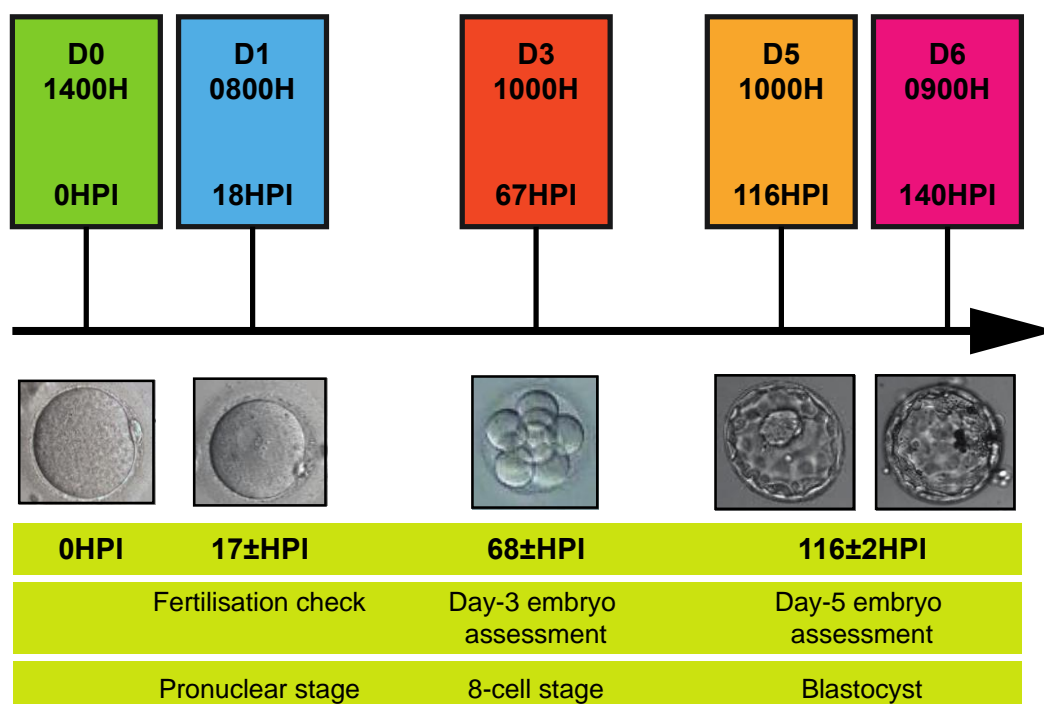 D0
1400H
0HPI
D1
0800H
18HPI
D3
1000H
67HPI
D5
1000H
116HPI
D6
0900H
140HPI
0HPI
17±HPI
68±HPI
116±2HPI
Fertilisation check
Day-3 embryo
assessment
Day-5 embryo
assessment
Pronuclear stage
8-cell stage
Blastocyst